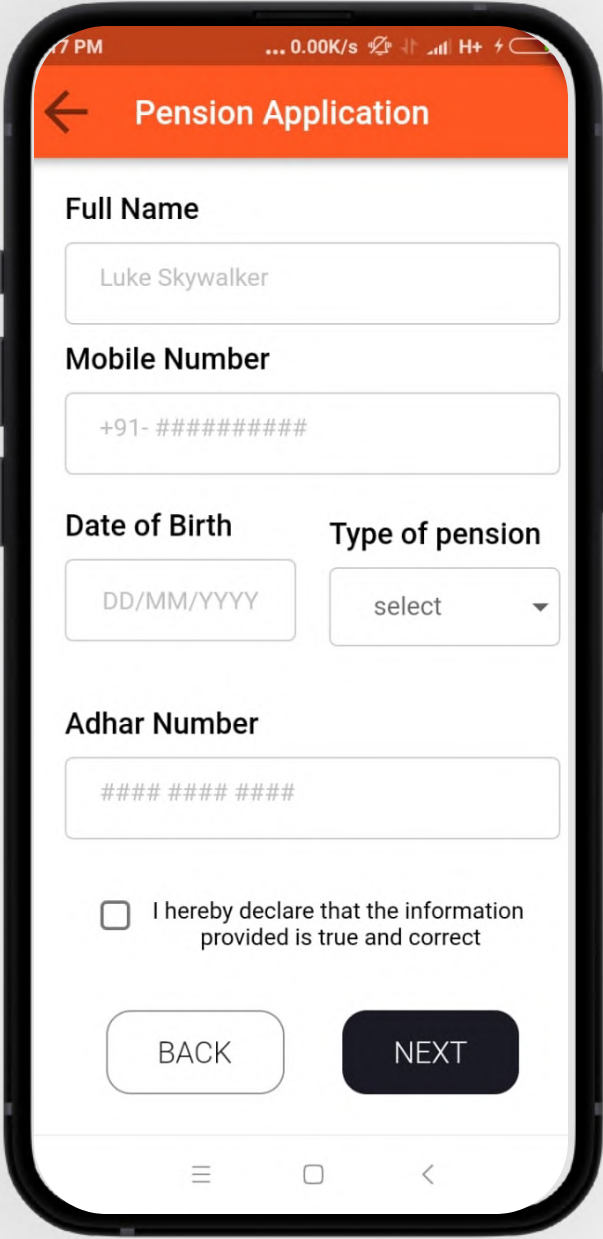 7 PM ... 0.00K/s H+
Pension Application
Full Name
Luke Skywalker
Mobile Number
+91- ##########
Date of Birth Type of pension
DD/MM/YYYY select
Adhar Number
#### #### ####
I hereby declare that the information
provided is true and correct
BACK NEXT